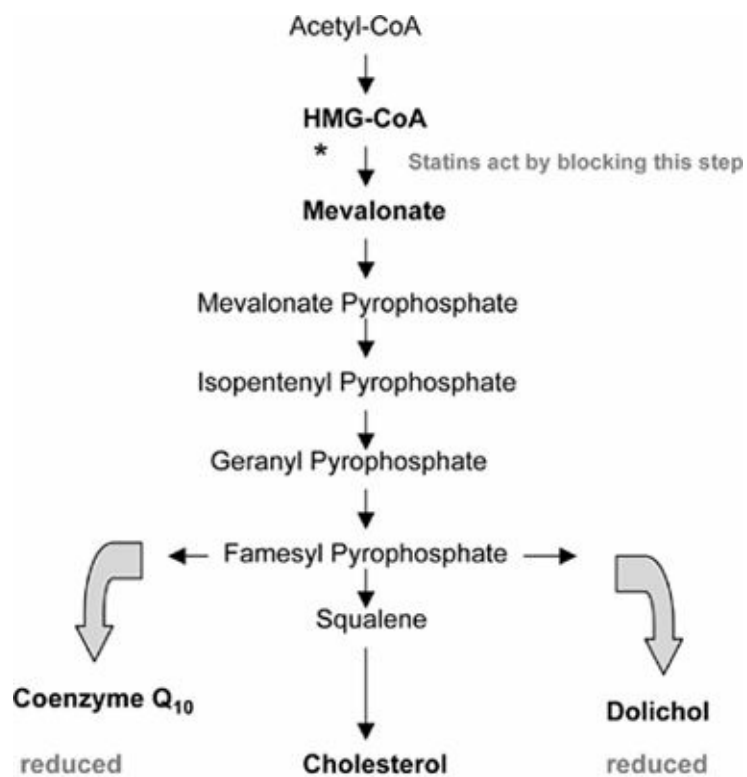 Acetyl-CoA
HMG-CoA
* Statins act by blocking this step
Mevalonate
Mevalonate Pyrophosphate
Isopentenyl Pyrophosphate
Geranyl Pyrophosphate
Famesyl Pyrophosphate
Squalene
Coenzyme Q₁₀
Dolichol
reduced
Cholesterol
reduced